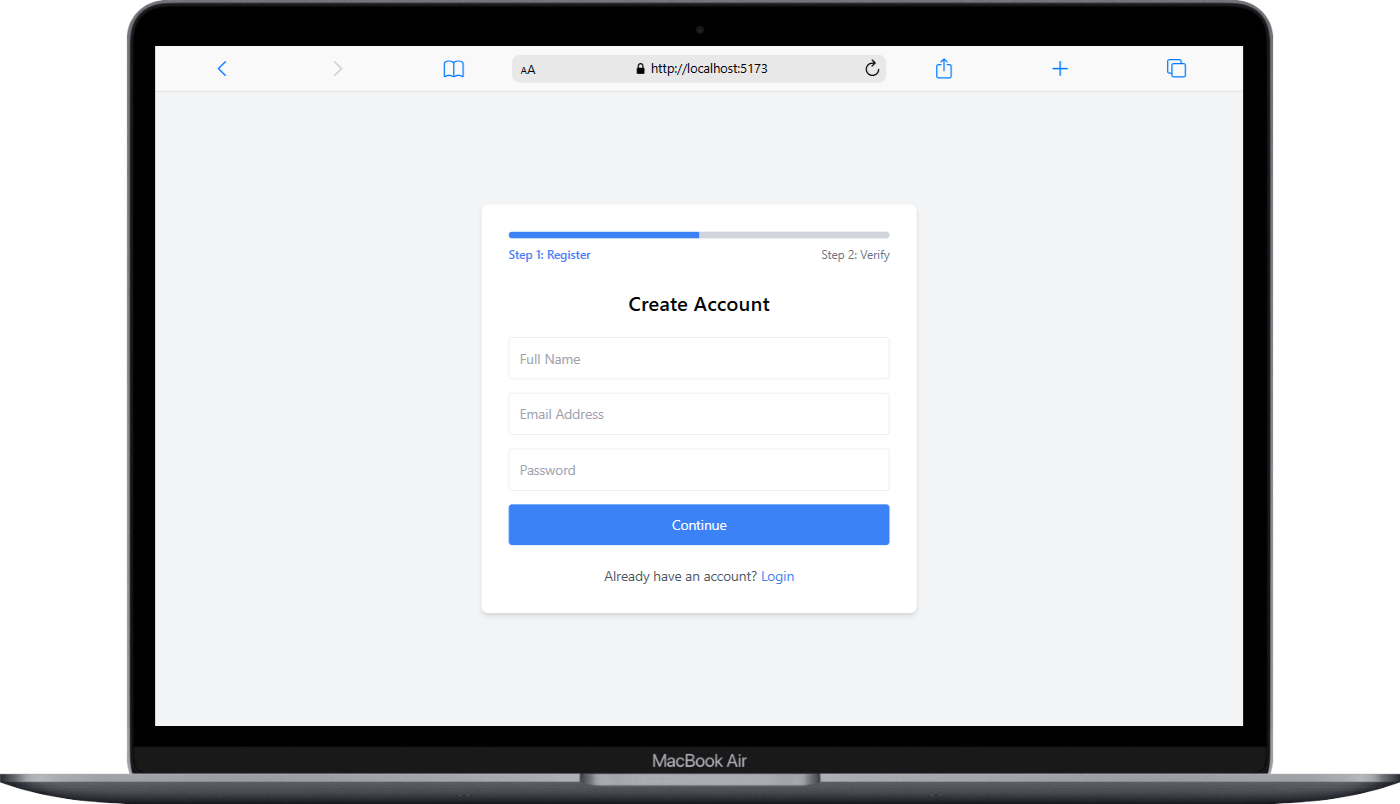 AA http://localhost:5173
Step 1: Register Step 2: Verify
Create Account
Full Name
Email Address
Password
Continue
Already have an account? Login
MacBook Air